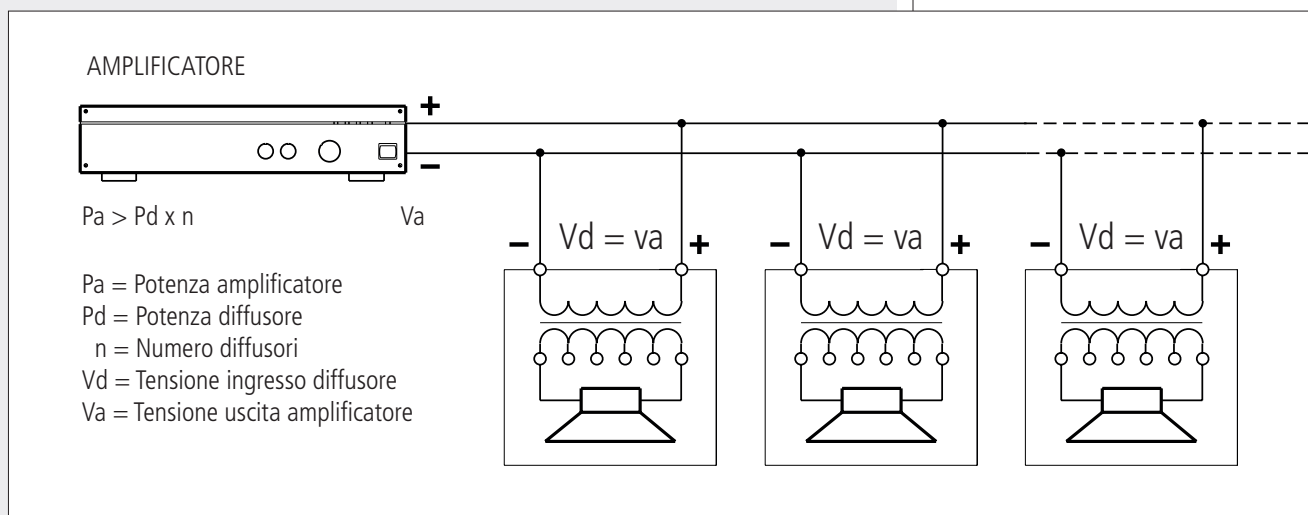 AMPLIFICATORE
+
−
Pa > Pd x n
Va
Pa = Potenza amplificatore
Pd = Potenza diffusore
n = Numero diffusori
Vd = Tensione ingresso diffusore
Va = Tensione uscita amplificatore
− Vd = va +
− Vd = va +
− Vd = va +